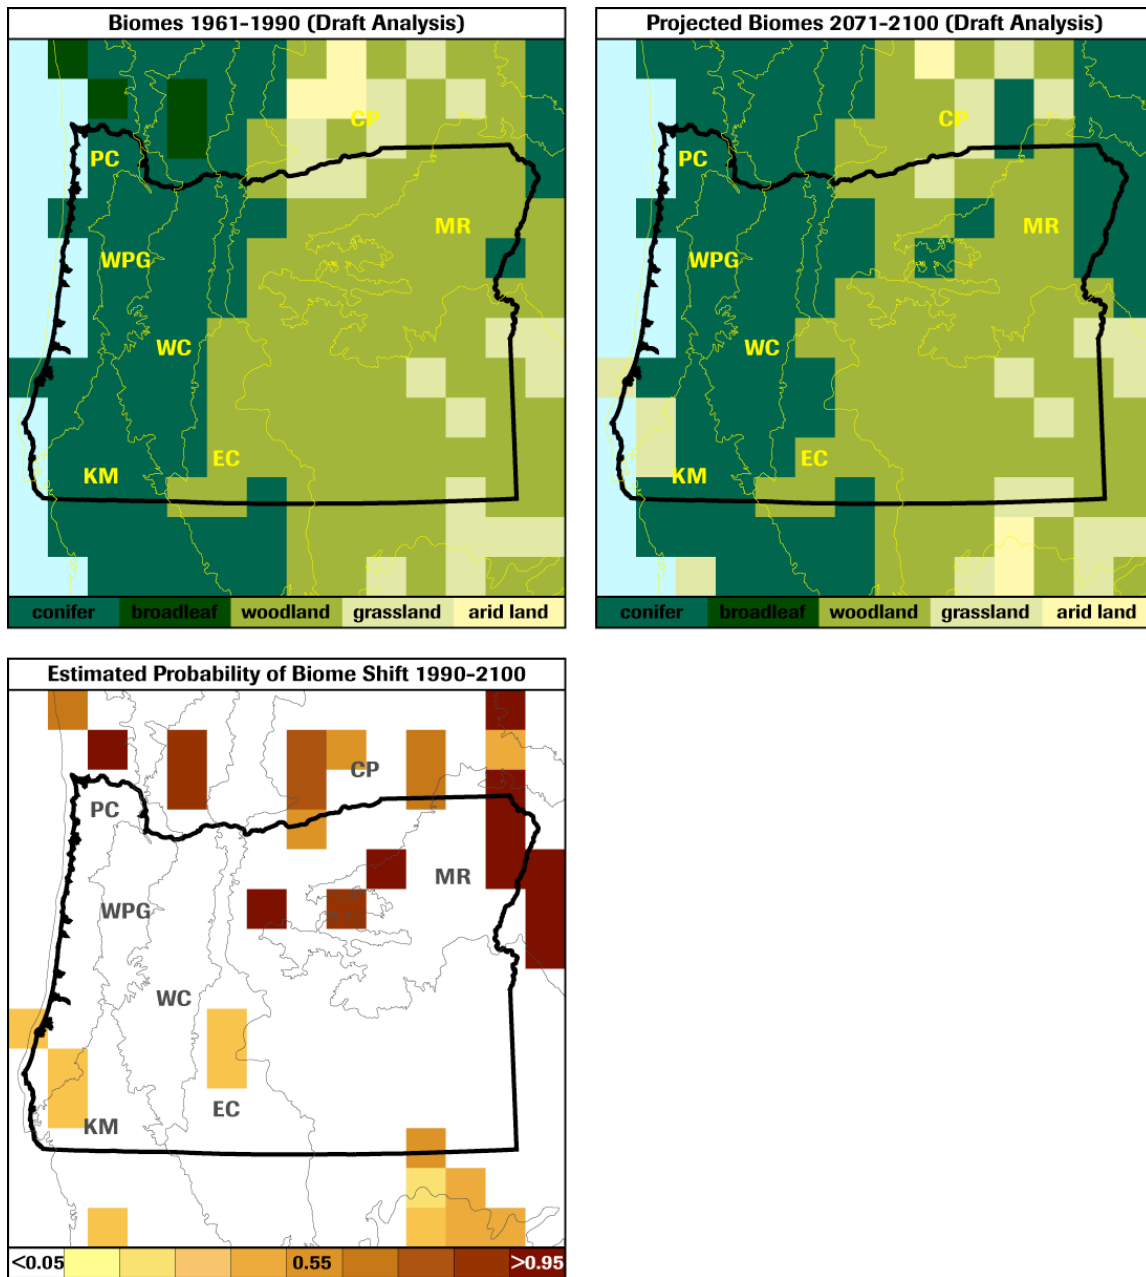 Biomes 1961-1990 (Draft Analysis)
CP
PC
MR
WPG
WC
EC
KM
conifer broadleaf woodland grassland arid land
Projected Biomes 2071-2100 (Draft Analysis)
CP
PC
MR
WPG
WC
EC
KM
conifer broadleaf woodland grassland arid land
Estimated Probability of Biome Shift 1990-2100
CP
PC
MR
WPG
WC
EC
KM
<0.05 0.55 >0.95